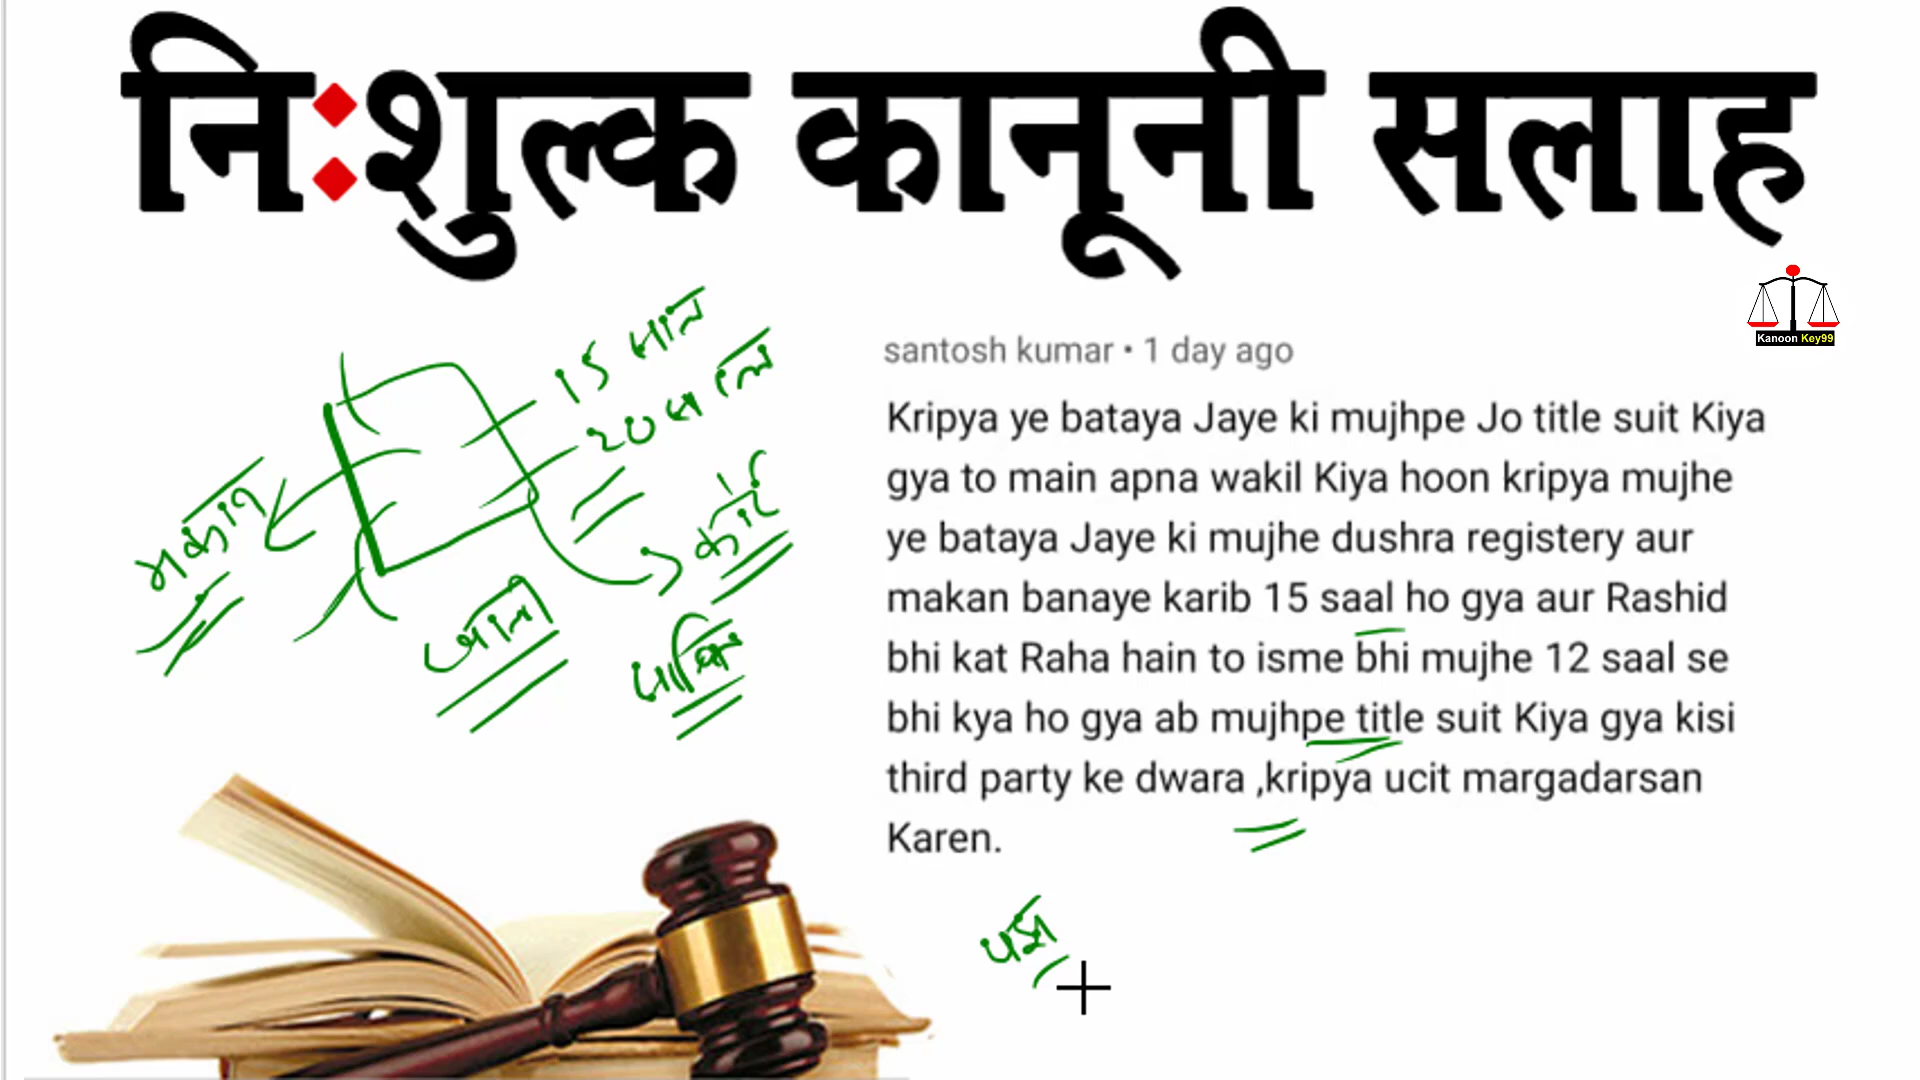 निःशुल्क कानूनी सलाह
Kanoon Key99
santosh kumar • 1 day ago
Kripya ye bataya Jaye ki mujhpe Jo title suit Kiya
gya to main apna wakil Kiya hoon kripya mujhe
ye bataya Jaye ki mujhe dushra registery aur
makan banaye karib 15 saal ho gya aur Rashid
bhi kat Raha hain to isme bhi mujhe 12 saal se
bhi kya ho gya ab mujhpe title suit Kiya gya kisi
third party ke dwara ,kripya ucit margadarsan
Karen.
15
20
मकान